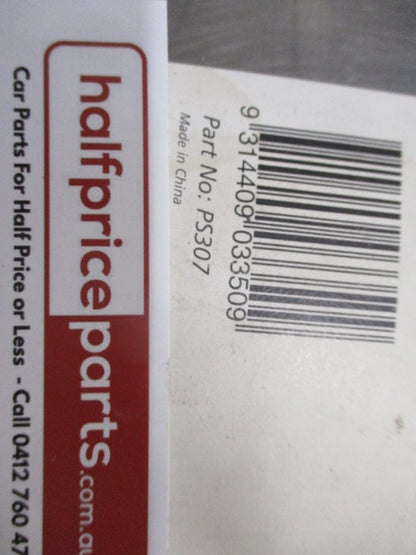 halfpriceparts.com.au
Car Parts For Half Price or Less - Call 0412 760 47
Part No: PS307
Made in China
9 314409 033509